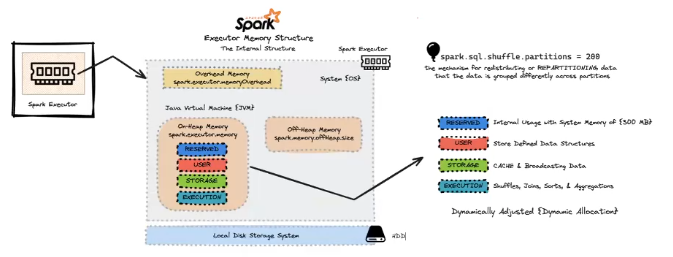 Spark
Executor Memory Structure
The Internal Structure
Spark Executor
Spark Executor
Overhead Memory
spark.executor.memoryOverhead
System {OS}
Java Virtual Machine {JVM}
On-Heap Memory
spark.executor.memory
RESERVED
USER
STORAGE
EXECUTION
Off-Heap Memory
spark.memory.offHeap.size
Local Disk Storage System
HDD
spark.sql.shuffle.partitions = 200
the mechanism for redistributing or REPARTITIONING data
that the data is grouped differently across partitions
RESERVED Internal Usage with System Memory of {300 MB}
USER Store Defined Data Structures
STORAGE CACHE & Broadcasting Data
EXECUTION Shuffles, Joins, Sorts, & Aggregations
Dynamically Adjusted {Dynamic Allocation}